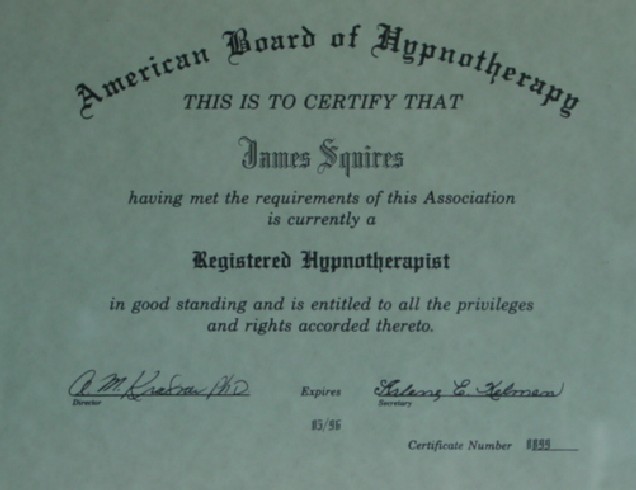 American Board of Hypnotherapy
THIS IS TO CERTIFY THAT
James Squires
having met the requirements of this Association
is currently a
Registered Hypnotherapist
in good standing and is entitled to all the privileges
and rights accorded thereto.
A. M. Krasner PhD Expires
Director Secretary
Certificate Number